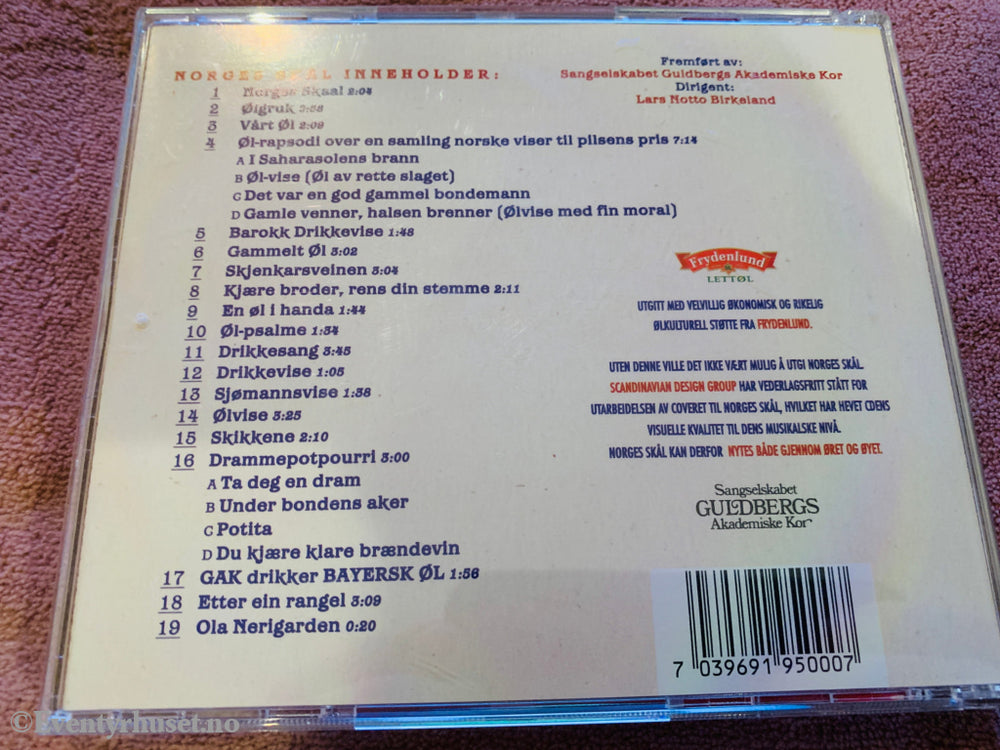 NORGES SKÅL INNEHOLDER:
1 Norges Skaal 2:04
2 Ølgruk 3:58
3 Vårt Øl 2:09
4 Øl-rapsodi over en samling norske viser til pilsens pris 7:14
A I Saharasolens brann
B Øl-vise (Øl av rette slaget)
C Det var en god gammel bondemann
D Gamle venner, halsen brenner (Ølvise med fin moral)
5 Barokk Drikkevise 1:48
6 Gammelt Øl 3:02
7 Skjenkarsveinen 3:04
8 Kjære broder, rens din stemme 2:11
9 En øl i handa 1:44
10 Øl-psalme 1:34
11 Drikkesang 3:45
12 Drikkevise 1:05
13 Sjømannsvise 1:38
14 Ølvise 3:25
15 Skikkene 2:10
16 Drammepotpourri 3:00
A Ta deg en dram
B Under bondens aker
C Potita
D Du kjære klare brændevin
17 GAK drikker BAYERSK ØL 1:56
18 Etter ein rangel 3:09
19 Ola Nerigarden 0:20
Fremført av:
Sangselskabet Guldbergs Akademiske Kor
Dirigent:
Lars Notto Birkeland
Frydenlund
LETTØL
UTGITT MED VELVILLIG ØKONOMISK OG RIKELIG
ØLKULTURELL STØTTE FRA FRYDENLUND.
UTEN DENNE VILLE DET IKKE VÆRT MULIG Å UTGI NORGES SKÅL.
SCANDINAVIAN DESIGN GROUP HAR VEDERLAGSFRITT STÅTT FOR
UTARBEIDELSEN AV COVERET TIL NORGES SKÅL, HVILKET HAR HEVET CDENS
VISUELLE KVALITET TIL DENS MUSIKALSKE NIVÅ.
NORGES SKÅL KAN DERFOR NYTES BÅDE GJENNOM ØRET OG ØYET.
Sangselskabet
GULDBERGS
Akademiske Kor
7 039691 950007
©Eventyrhuset.no